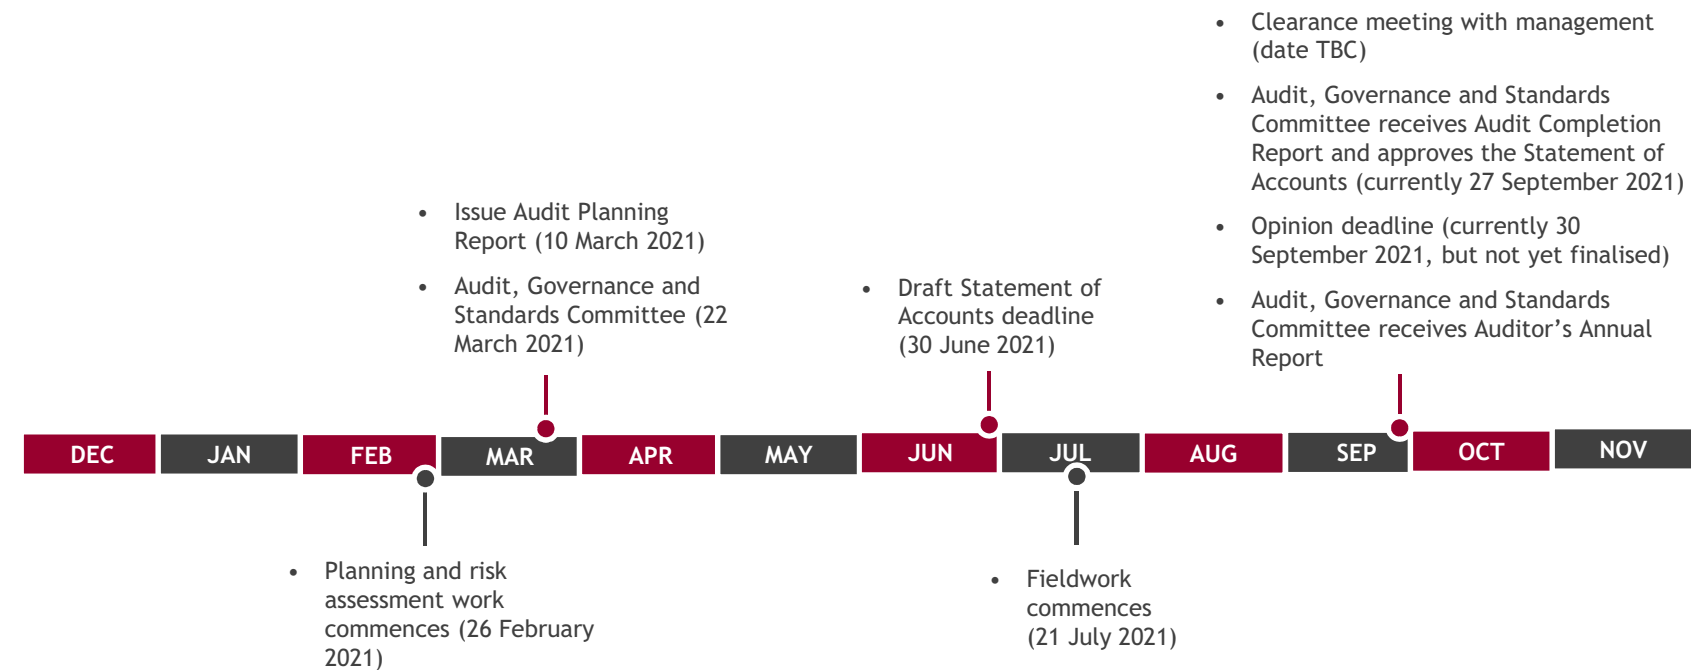 • Clearance meeting with management
(date TBC)
• Audit, Governance and Standards
Committee receives Audit Completion
Report and approves the Statement of
Accounts (currently 27 September 2021)
• Opinion deadline (currently 30
September 2021, but not yet finalised)
• Audit, Governance and Standards
Committee receives Auditor’s Annual
Report
• Issue Audit Planning
Report (10 March 2021)
• Audit, Governance and
Standards Committee (22
March 2021)
• Draft Statement of
Accounts deadline
(30 June 2021)
DEC JAN FEB MAR APR MAY JUN JUL AUG SEP OCT NOV
• Planning and risk
assessment work
commences (26 February
2021)
• Fieldwork
commences
(21 July 2021)